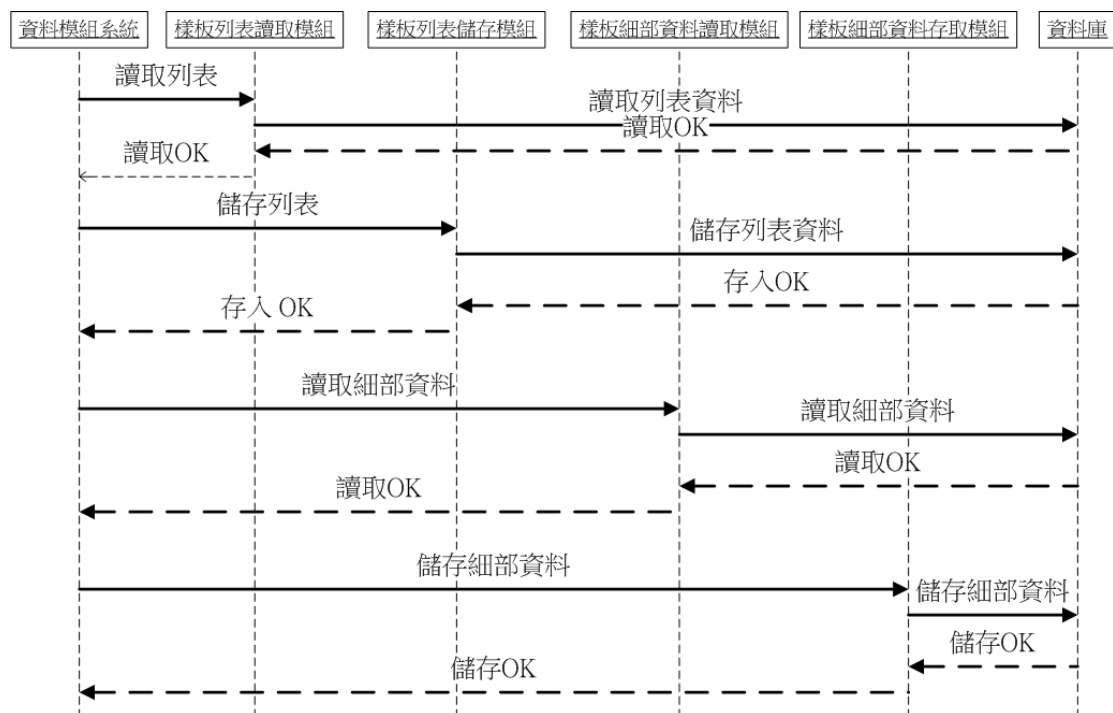 資料模組系統
樣板列表讀取模組
樣板列表儲存模組
樣板細部資料讀取模組
樣板細部資料存取模組
資料庫
讀取列表
讀取列表資料
讀取OK
讀取OK
儲存列表
儲存列表資料
存入OK
存入 OK
讀取細部資料
讀取細部資料
讀取OK
讀取OK
儲存細部資料
儲存細部資料
儲存OK
儲存OK